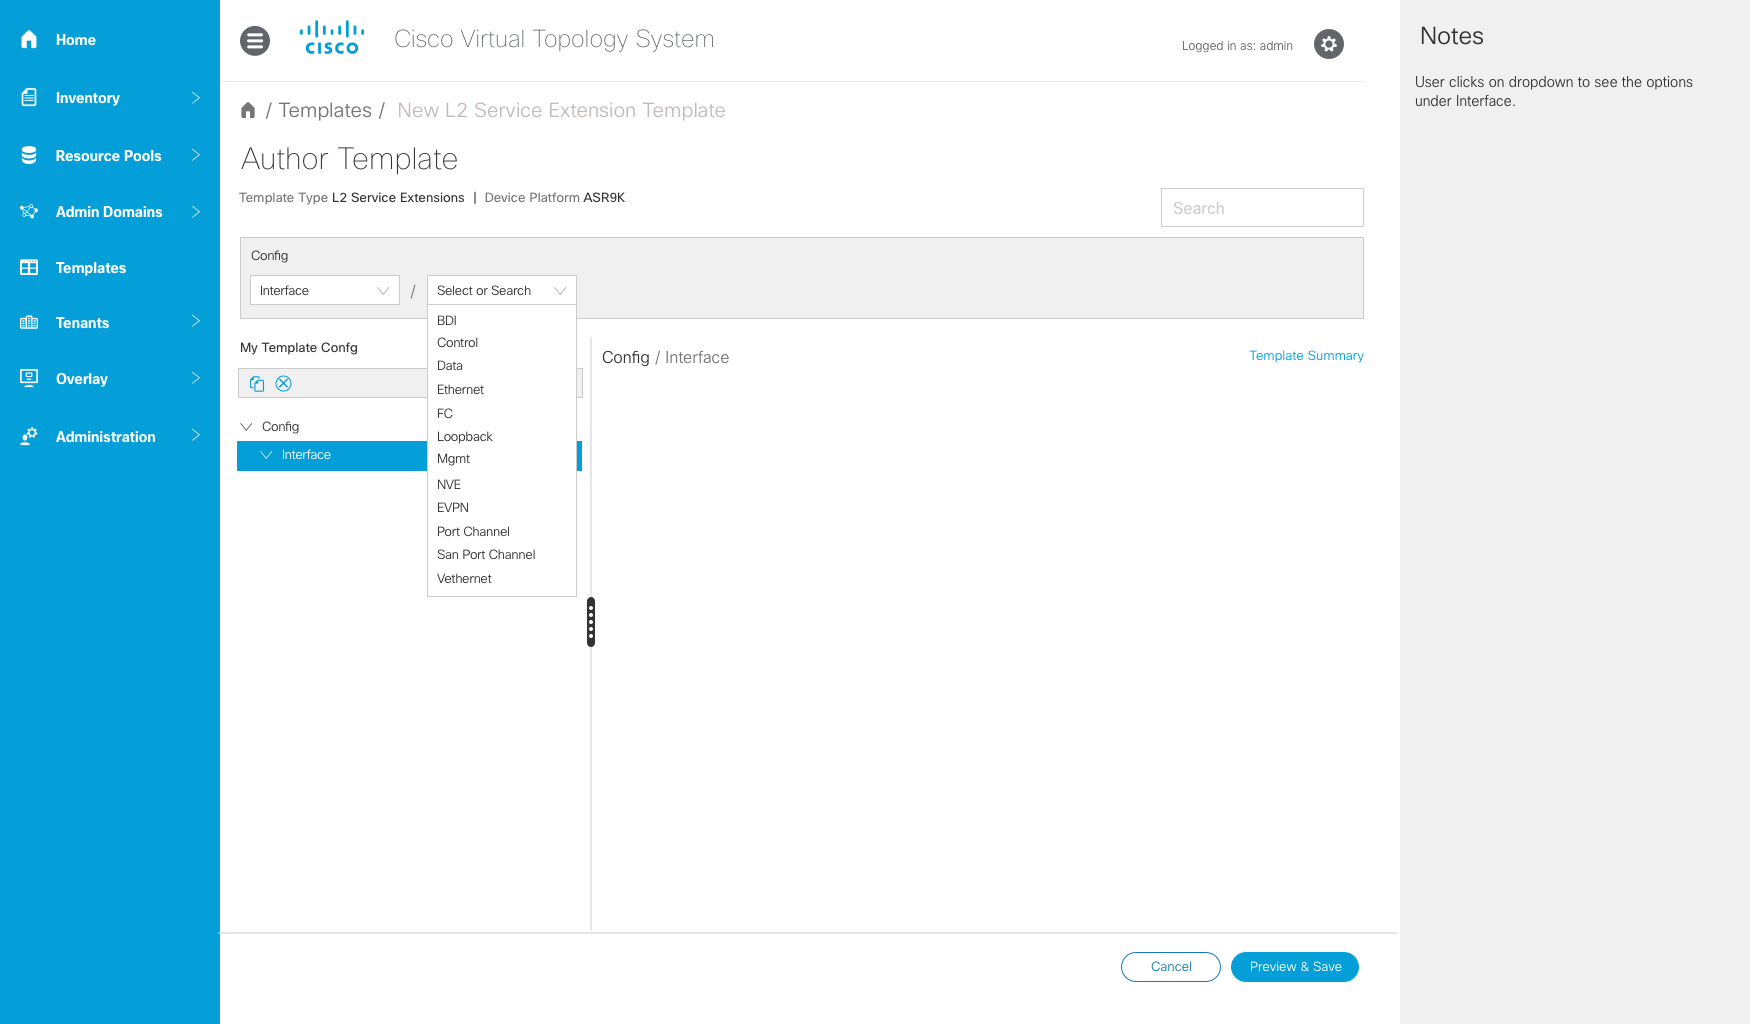 Home
Inventory
Resource Pools
Admin Domains
Templates
Tenants
Overlay
Administration
CISCO
Cisco Virtual Topology System
Logged in as: admin
/ Templates / New L2 Service Extension Template
Author Template
Template Type L2 Service Extensions | Device Platform ASR9K
Search
Config
Interface / Select or Search
BDI
Control
Data
Ethernet
FC
Loopback
Mgmt
NVE
EVPN
Port Channel
San Port Channel
Vethernet
My Template Confg
Config
Interface
Config / Interface
Template Summary
Cancel
Preview & Save
Notes
User clicks on dropdown to see the options
under Interface.